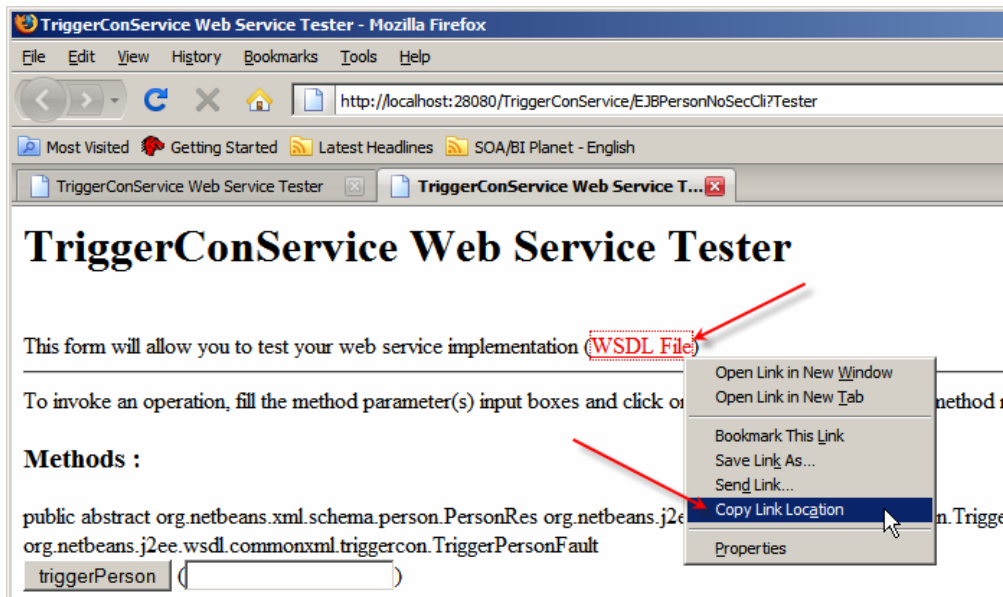 TriggerConService Web Service Tester - Mozilla Firefox
File Edit View History Bookmarks Tools Help
http://localhost:28080/TriggerConService/EJBPersonNoSecCli?Tester
Most Visited Getting Started Latest Headlines SOA/BI Planet - English
TriggerConService Web Service Tester TriggerConService Web Service T...
TriggerConService Web Service Tester
This form will allow you to test your web service implementation (WSDL File)
Open Link in New Window
To invoke an operation, fill the method parameter(s) input boxes and click o
Open Link in New Tab
method
Bookmark This Link
Methods :
Save Link As...
Send Link...
public abstract org.netbeans.xml.schema.person.PersonRes org.netbeans.j2e
Copy Link Location
n.Trigge
org.netbeans.j2ee.wsdl.commonxml.triggercon.TriggerPersonFault
Properties
triggerPerson ( )